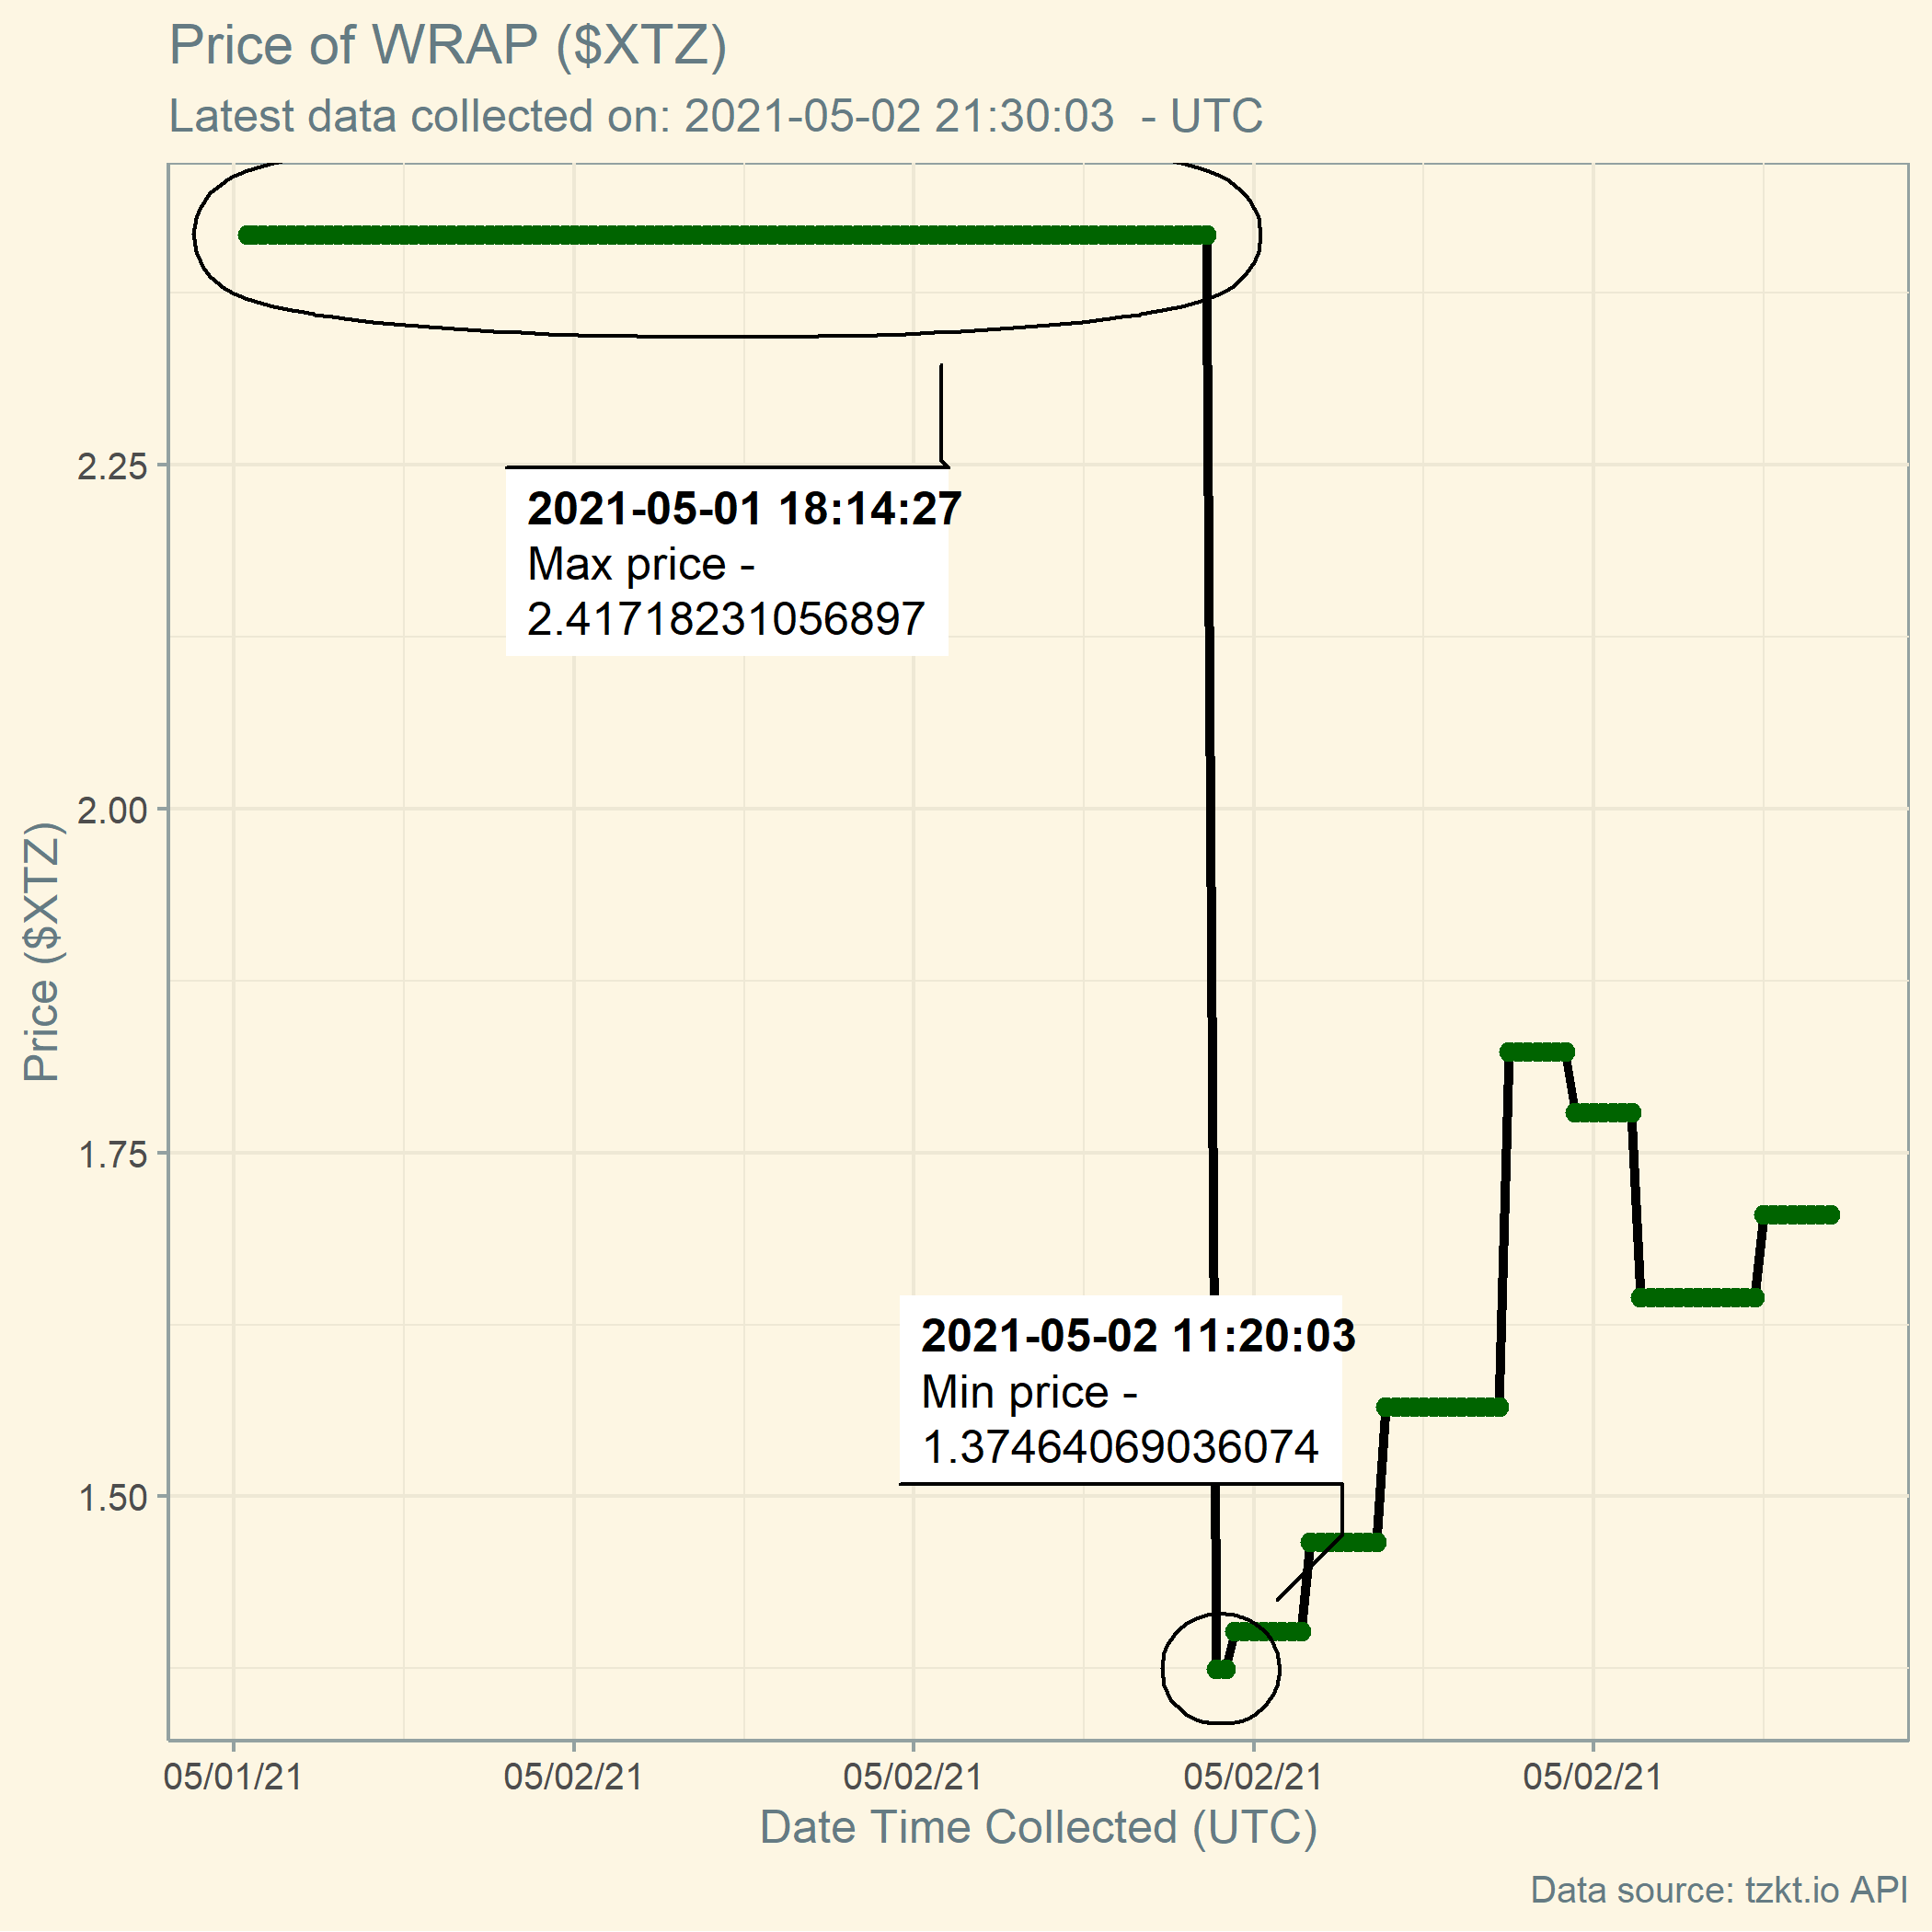 Price of WRAP ($XTZ)
Latest data collected on: 2021-05-02 21:30:03  - UTC
2.25
2.00
1.75
1.50
Price ($XTZ)
2021-05-01 18:14:27
Max price -
2.41718231056897
2021-05-02 11:20:03
Min price -
1.37464069036074
05/01/21
05/02/21
05/02/21
05/02/21
05/02/21
Date Time Collected (UTC)
Data source: tzkt.io API